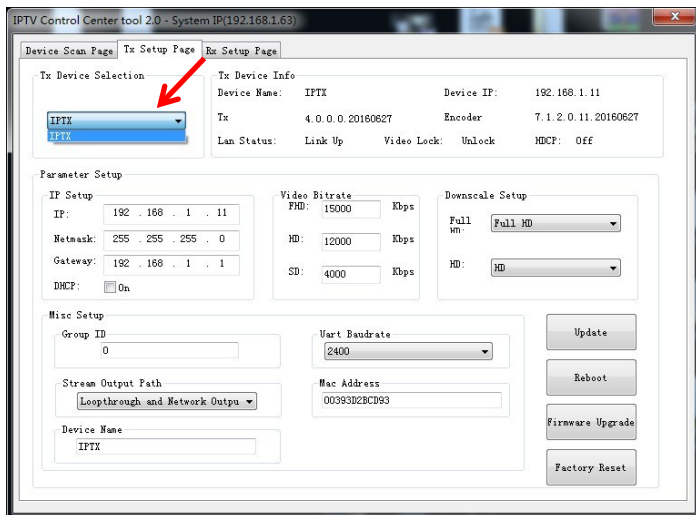 IPTV Control Center tool 2.0 - System IP(192.168.1.63)
Device Scan Page Tx Setup Page Rx Setup Page
Tx Device Selection
IPTX
IPTX
Tx Device Info
Device Name: IPTX Device IP: 192.168.1.11
Tx 4.0.0.0.20160627 Encoder 7.1.2.0.11.20160627
Lan Status: Link Up Video Lock: Unlock HDCP: Off
Parameter Setup
IP Setup
IP: 192 . 168 . 1 . 11
Netmask: 255 . 255 . 255 . 0
Gateway: 192 . 168 . 1 . 1
DHCP: On
Video Bitrate
FHD: 15000 Kbps
HD: 12000 Kbps
SD: 4000 Kbps
Downscale Setup
Full Full HD
HD: HD
Misc Setup
Group ID
0
Uart Baudrate
2400
Stream Output Path
Loopthrough and Network Outpu
Mac Address
00393D2BCD93
Device Name
IPTX
Update
Reboot
Firmware Upgrade
Factory Reset